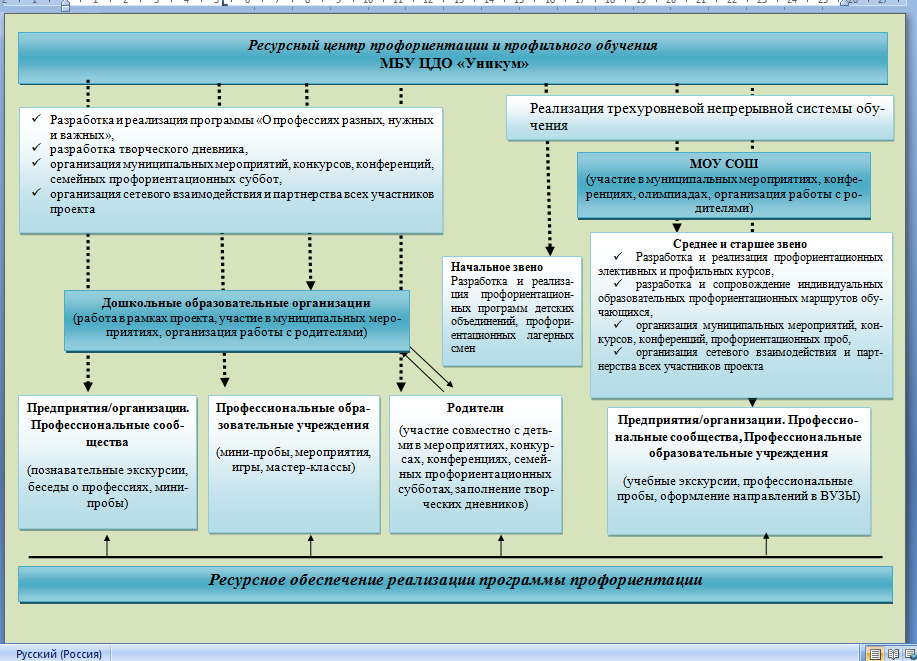 Ресурсный центр профориентации и профильного обучения
МБУ ЦДО «Уникум»
Разработка и реализация программы «О профессиях разных, нужных
и важных»,
разработка творческого дневника,
организация муниципальных мероприятий, конкурсов, конференций,
семейных профориентационных суббот,
организация сетевого взаимодействия и партнерства всех участников
проекта
Реализация трехуровневой непрерывной системы обу-
чения
МОУ СОШ
(участие в муниципальных мероприятиях, конфе-
ренциях, олимпиадах, организация работы с ро-
дителями)
Начальное звено
Разработка и реализа-
ция профориентацион-
ных программ детских
объединений, профори-
ентационных лагерных
смен
Среднее и старшее звено
Разработка и реализация профориентационных
элективных и профильных курсов,
разработка и сопровождение индивидуальных
образовательных профориентационных маршрутов обу-
чающихся,
организация муниципальных мероприятий, кон-
курсов, конференций, профориентационных проб,
организация сетевого взаимодействия и парт-
нерства всех участников проекта
Дошкольные образовательные организации
(работа в рамках проекта, участие в муниципальных меро-
приятиях, организация работы с родителями)
Предприятия/организации.
Профессиональные сооб-
щества
(познавательные экскурсии,
беседы о профессиях, мини-
пробы)
Профессиональные обра-
зовательные учреждения
(мини-пробы, мероприятия,
игры, мастер-классы)
Родители
(участие совместно с деть-
ми в мероприятиях, конкур-
сах, конференциях, семей-
ных профориентационных
субботах, заполнение твор-
ческих дневников)
Предприятия/организации. Профессио-
нальные сообщества, Профессиональные
образовательные учреждения
(учебные экскурсии, профессиональные
пробы, оформление направлений в ВУЗЫ)
Ресурсное обеспечение реализации программы профориентации
Русский (Россия)